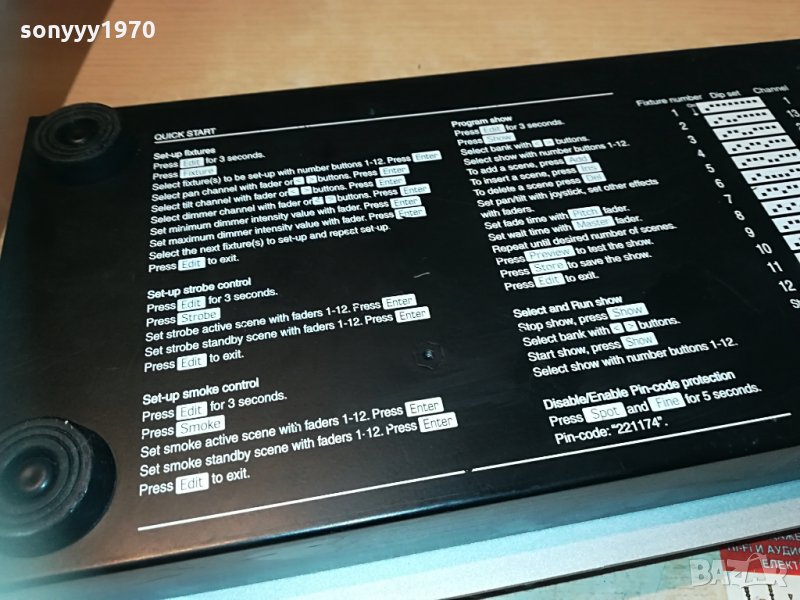 sonyyy1970
QUICK START
Set-up fixtures
Press Edit for 3 seconds.
Press Fixture
Select fixture(s) to be set-up with number buttons 1-12. Press Enter
Select pan channel with fader or < > buttons. Press Enter
Select tilt channel with fader or < > buttons. Press Enter
Select dimmer channel with fader or < > buttons. Press Enter
Set minimum dimmer intensity value with fader. Press Enter
Set maximum dimmer intensity value with fader. Press Enter
Select the next fixture(s) to set-up and repeat set-up.
Press Edit to exit.
Set-up strobe control
Press Edit for 3 seconds.
Press Strobe
Set strobe active scene with faders 1-12. Press Enter
Set strobe standby scene with faders 1-12. Press Enter
Press Edit to exit.
Set-up smoke control
Press Edit for 3 seconds.
Press Smoke
Set smoke active scene with faders 1-12. Press Enter
Set smoke standby scene with faders 1-12. Press Enter
Press Edit to exit.
Program show
Press Edit for 3 seconds.
Press Show
Select bank with < > buttons.
Select show with number buttons 1-12.
To add a scene, press Add
To insert a scene, press Ins
To delete a scene press Del
Set pan/tilt with joystick, set other effects
with faders.
Set fade time with Pitch fader.
Set wait time with Master fader.
Repeat until desired number of scenes.
Press Preview to test the show.
Press Store to save the show.
Press Edit to exit.
Select and Run show
Stop show, press Show
Select bank with < > buttons.
Start show, press Show
Select show with number buttons 1-12.
Disable/Enable Pin-code protection
Press Spot and Fine for 5 seconds.
Pin-code: "221174".
Fixture number Dip set Channel
1 1
2 13
3
4
5
6
7
8
9
10
11
12
HI-FI И АУДИО
ЕЛЕКТ
BAZAR